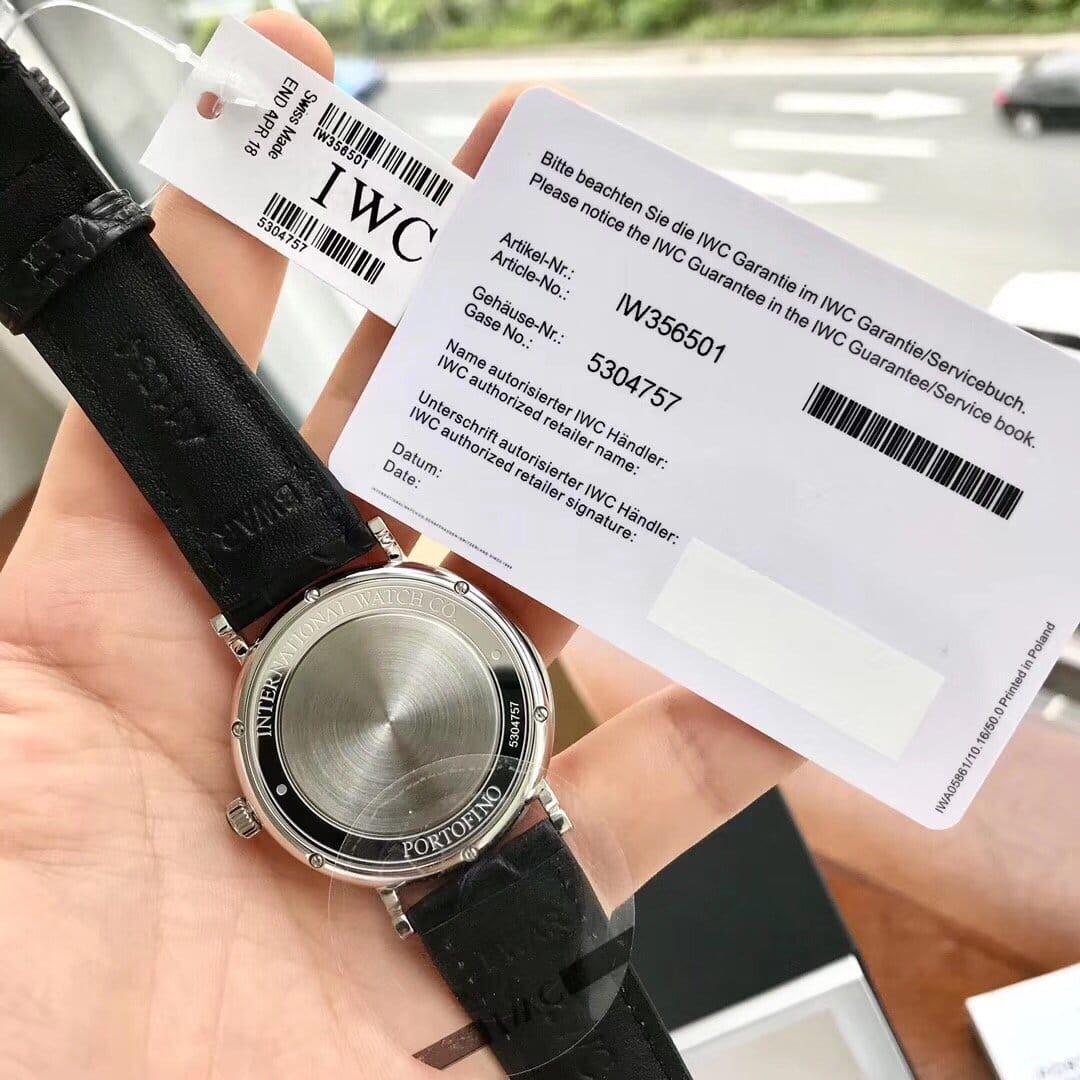 Swiss Made
END APR 18
IW356501
IWC
5304757
Bitte beachten Sie die IWC Garantie im IWC Garantie/Servicebuch.
Please notice the IWC Guarantee in the IWC Guarantee/Service book.
Artikel-Nr.:
Article-No.:
IW356501
Gehäuse-Nr.:
Gase No.:
5304757
Name autorisierter IWC Händler:
IWC authorized retailer name:
Unterschrift autorisierter IWC Händler:
IWC authorized retailer signature:
Datum:
Date:
IWA05861/10.16/50.0 Printed in Poland
INTERNATIONAL WATCH CO.
5304757
PORTOFINO